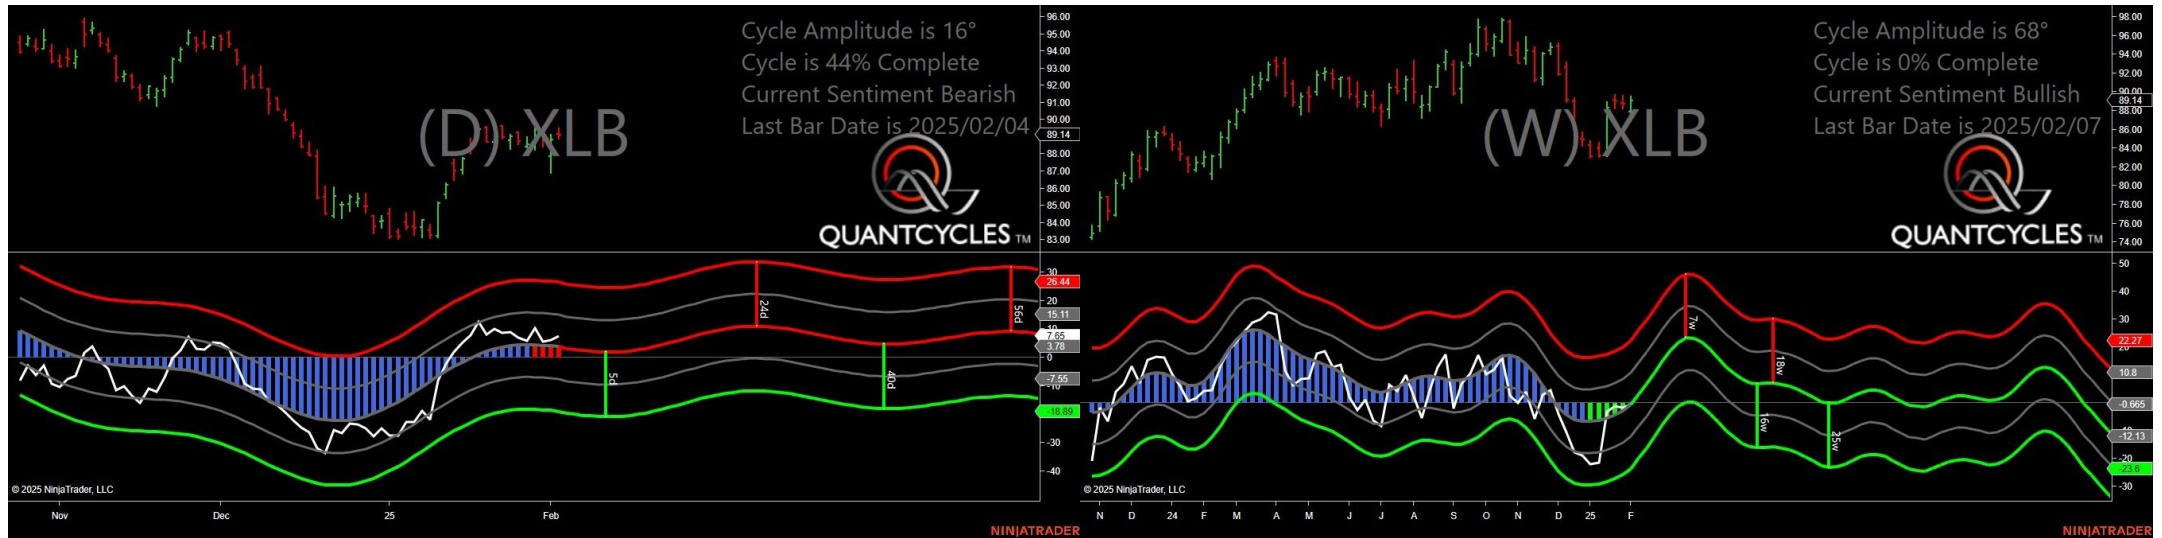 Cycle Amplitude is 16°
Cycle is 44% Complete
Current Sentiment Bearish
Last Bar Date is 2025/02/04
(D) XLB
QUANTCYCLES TM
96.00
95.00
94.00
93.00
92.00
91.00
90.00
89.14
88.00
87.00
86.00
85.00
84.00
83.00
30
26.44
20
15.11
10
7.65
3.78
0
-7.55
-10
-18.89
-30
-40
5d
24d
40d
56d
© 2025 NinjaTrader, LLC
Nov Dec 25 Feb
NINJATRADER
Cycle Amplitude is 68°
Cycle is 0% Complete
Current Sentiment Bullish
Last Bar Date is 2025/02/07
(W) XLB
QUANTCYCLES TM
98.00
96.00
94.00
92.00
90.00
89.14
88.00
86.00
84.00
82.00
80.00
78.00
76.00
74.00
50
40
30
22.27
20
10.8
-0.665
-12.13
-20
-23.6
-30
7w
18w
16w
25w
© 2025 NinjaTrader, LLC
N D 24 F M A M J J A S O N D 25 F
NINJATRADER